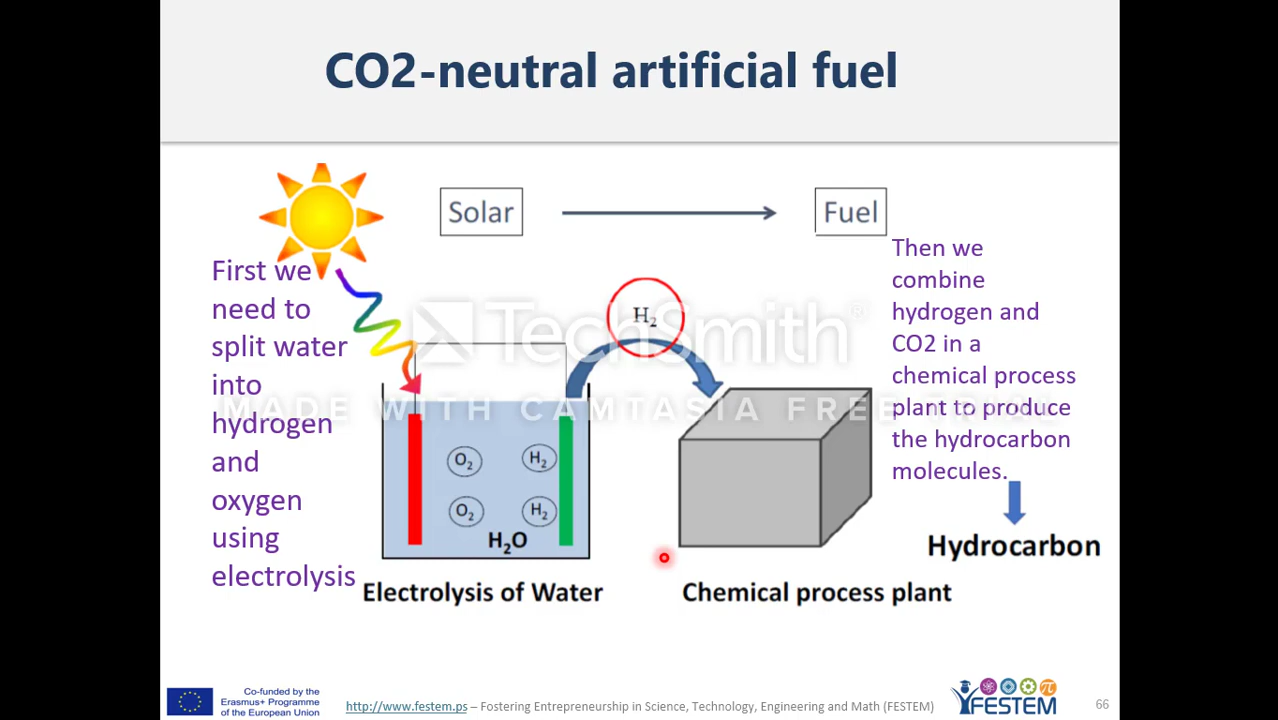 CO2-neutral artificial fuel
Solar
Fuel
First we
need to
split water
into
hydrogen
and
oxygen
using
electrolysis
H₂
TechSmith®
MADE WITH CAMTASIA FREE TRIAL
O₂
H₂
O₂
H₂
H₂O
Electrolysis of Water
Chemical process plant
Then we
combine
hydrogen and
CO2 in a
chemical process
plant to produce
the hydrocarbon
molecules.
Hydrocarbon
Co-funded by the
Erasmus+ Programme
of the European Union
http://www.festem.ps – Fostering Entrepreneurship in Science, Technology, Engineering and Math (FESTEM)
π
FESTEM
66